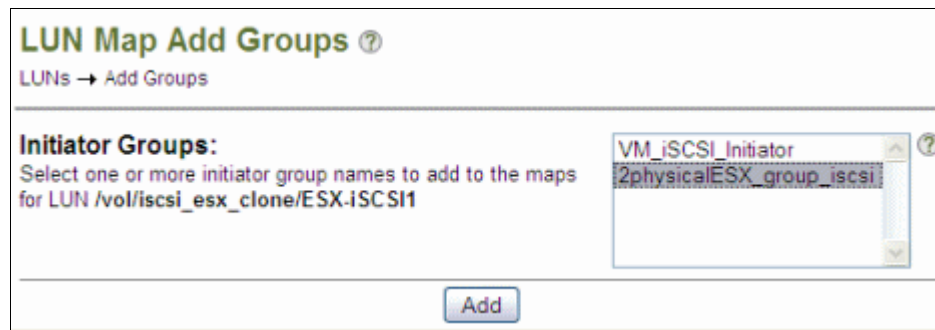 LUN Map Add Groups ?
LUNs → Add Groups
Initiator Groups:
Select one or more initiator group names to add to the maps
for LUN /vol/iscsi_esx_clone/ESX-iSCSI1
VM_iSCSI_Initiator
2physicalESX_group_iscsi
?
Add